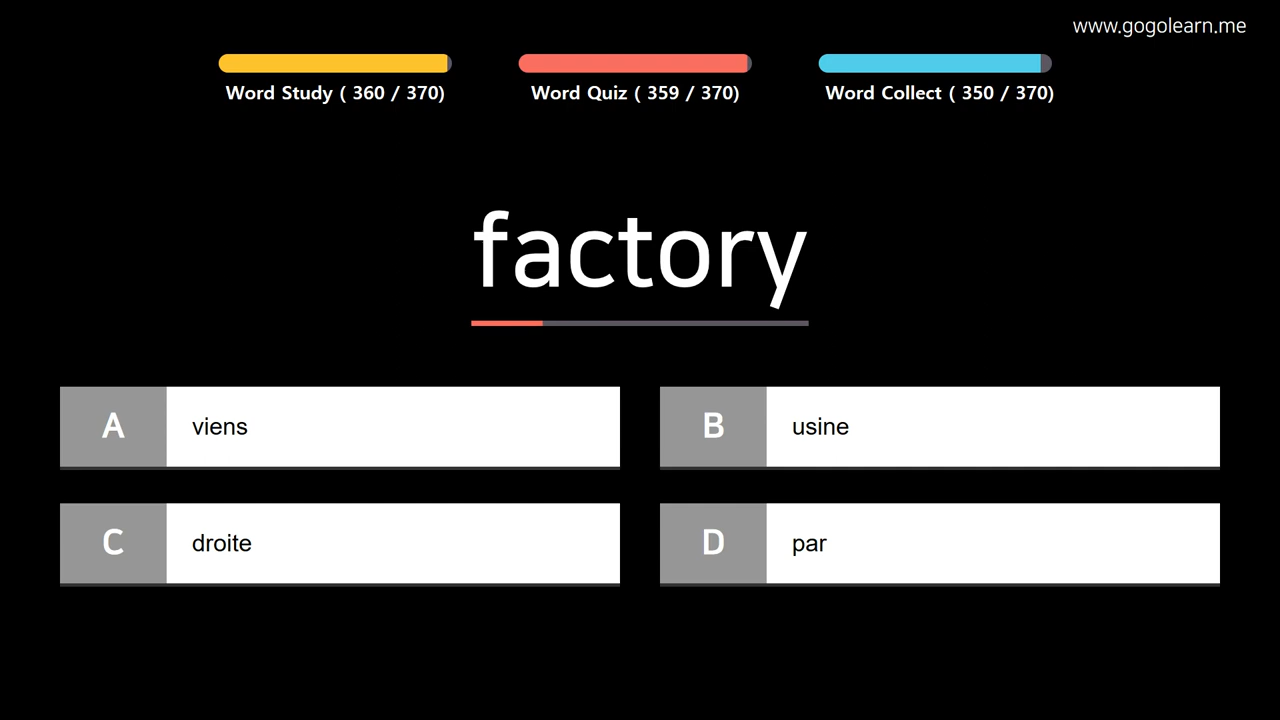 www.gogolearn.me
Word Study ( 360 / 370)
Word Quiz ( 359 / 370)
Word Collect ( 350 / 370)
factory
A
viens
B
usine
C
droite
D
par